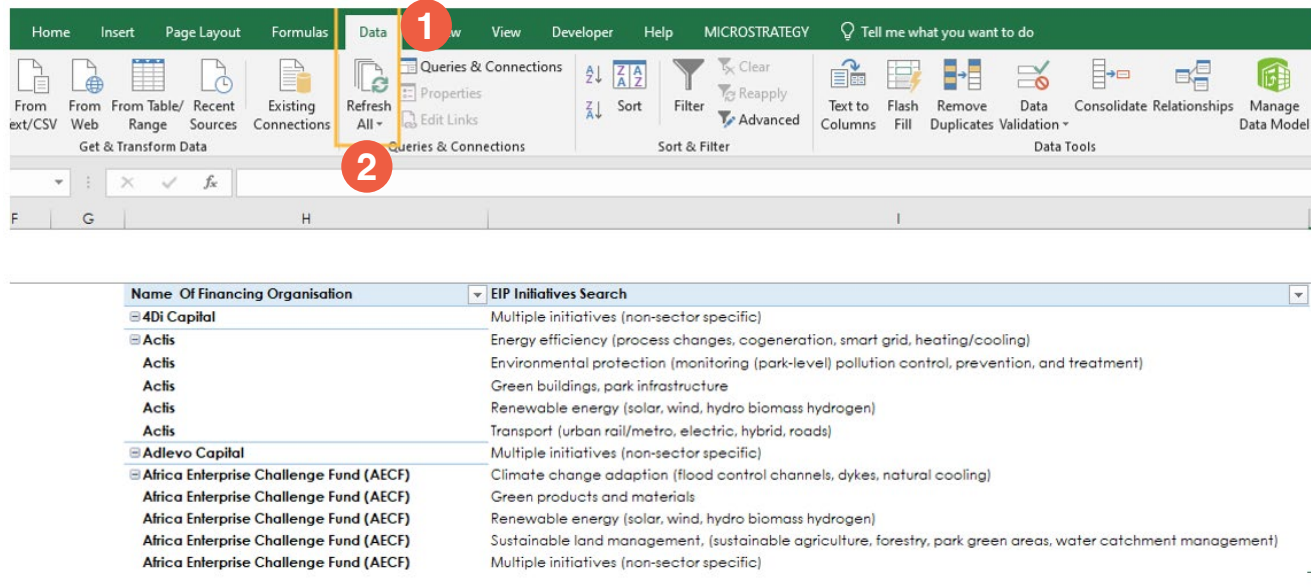 Home Insert Page Layout Formulas Data 1 w View Developer Help MICROSTRATEGY Tell me what you want to do
Queries & Connections
Properties
Edit Links
Clear
Reapply
Advanced
From From From Table/ Recent Existing Refresh Sort Filter Text to Flash Remove Data Consolidate Relationships Manage
ext/CSV Web Range Sources Connections All Columns Fill Duplicates Validation Data Model
Get & Transform Data Queries & Connections Sort & Filter Data Tools
2
fx
F G H I
Name Of Financing Organisation EIP Initiatives Search
4Di Capital Multiple initiatives (non-sector specific)
Actis Energy efficiency (process changes, cogeneration, smart grid, heating/cooling)
Actis Environmental protection (monitoring (park-level) pollution control, prevention, and treatment)
Actis Green buildings, park infrastructure
Actis Renewable energy (solar, wind, hydro biomass hydrogen)
Actis Transport (urban rail/metro, electric, hybrid, roads)
Adlevo Capital Multiple initiatives (non-sector specific)
Africa Enterprise Challenge Fund (AECF) Climate change adaption (flood control channels, dykes, natural cooling)
Africa Enterprise Challenge Fund (AECF) Green products and materials
Africa Enterprise Challenge Fund (AECF) Renewable energy (solar, wind, hydro biomass hydrogen)
Africa Enterprise Challenge Fund (AECF) Sustainable land management, (sustainable agriculture, forestry, park green areas, water catchment management)
Africa Enterprise Challenge Fund (AECF) Multiple initiatives (non-sector specific)